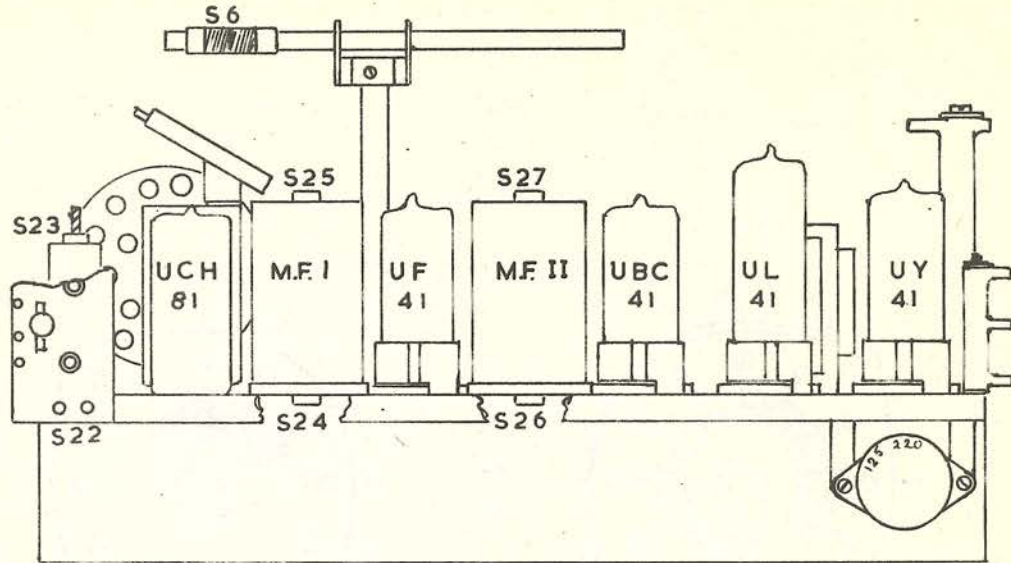 S6
S25
S27
S23
UCH
81
M.F. I
UF
41
M.F. II
UBC
41
UL
41
UY
41
S22
S24
S26
125 220